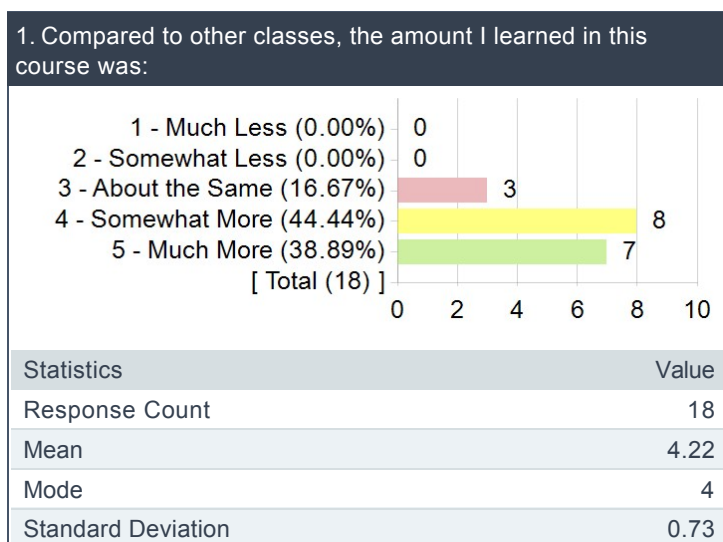 1. Compared to other classes, the amount I learned in this
course was:
1 - Much Less (0.00%) 0
2 - Somewhat Less (0.00%) 0
3 - About the Same (16.67%) 3
4 - Somewhat More (44.44%) 8
5 - Much More (38.89%) 7
[ Total (18) ]
0 2 4 6 8 10
Statistics Value
Response Count 18
Mean 4.22
Mode 4
Standard Deviation 0.73